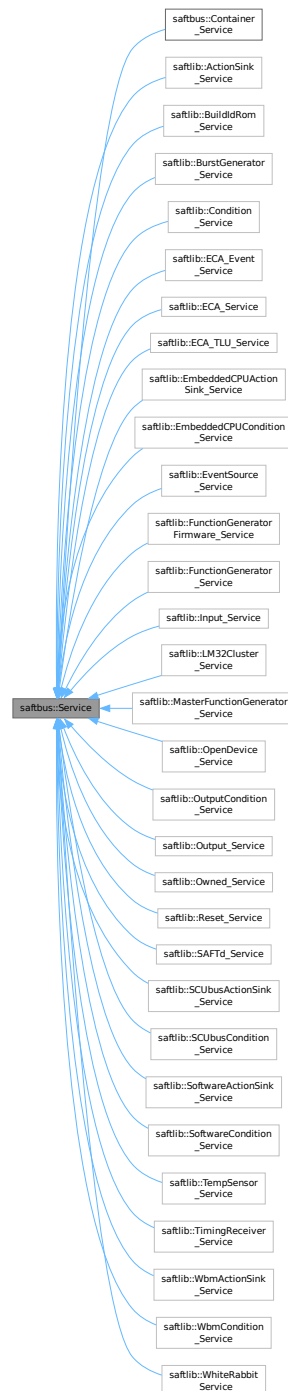 saftbus::Container
_Service
saftlib::ActionSink
_Service
saftlib::BuildIdRom
_Service
saftlib::BurstGenerator
_Service
saftlib::Condition
_Service
saftlib::ECA_Event
_Service
saftlib::ECA_Service
saftlib::ECA_TLU_Service
saftlib::EmbeddedCPUAction
Sink_Service
saftlib::EmbeddedCPUCondition
_Service
saftlib::EventSource
_Service
saftlib::FunctionGenerator
Firmware_Service
saftlib::FunctionGenerator
_Service
saftlib::Input_Service
saftlib::LM32Cluster
_Service
saftbus::Service
saftlib::MasterFunctionGenerator
_Service
saftlib::OpenDevice
_Service
saftlib::OutputCondition
_Service
saftlib::Output_Service
saftlib::Owned_Service
saftlib::Reset_Service
saftlib::SAFTd_Service
saftlib::SCUbusActionSink
_Service
saftlib::SCUbusCondition
_Service
saftlib::SoftwareActionSink
_Service
saftlib::SoftwareCondition
_Service
saftlib::TempSensor
_Service
saftlib::TimingReceiver
_Service
saftlib::WbmActionSink
_Service
saftlib::WbmCondition
_Service
saftlib::WhiteRabbit
_Service